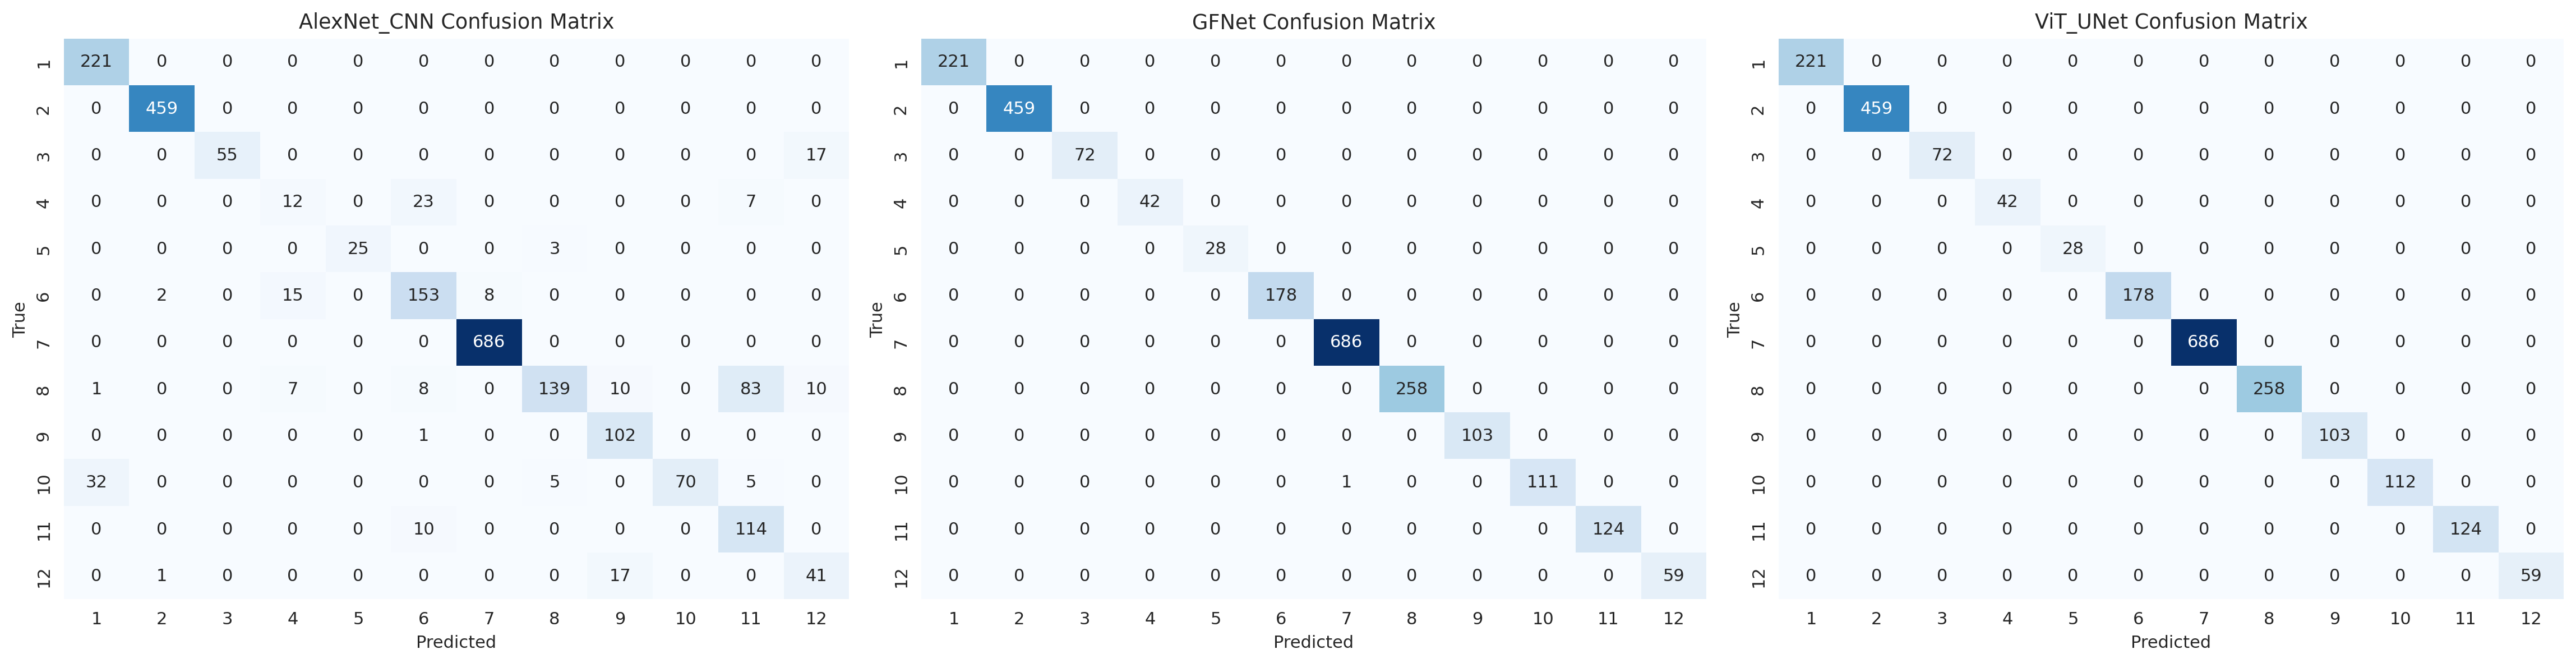 AlexNet_CNN Confusion Matrix
1 221 0 0 0 0 0 0 0 0 0 0 0
2 0 459 0 0 0 0 0 0 0 0 0 0
3 0 0 55 0 0 0 0 0 0 0 0 17
4 0 0 0 12 0 23 0 0 0 0 7 0
5 0 0 0 0 25 0 0 3 0 0 0 0
6 0 2 0 15 0 153 8 0 0 0 0 0
True
7 0 0 0 0 0 0 686 0 0 0 0 0
8 1 0 0 7 0 8 0 139 10 0 83 10
9 0 0 0 0 0 1 0 0 102 0 0 0
10 32 0 0 0 0 0 0 5 0 70 5 0
11 0 0 0 0 0 10 0 0 0 0 114 0
12 0 1 0 0 0 0 0 0 17 0 0 41
1 2 3 4 5 6 7 8 9 10 11 12
Predicted
GFNet Confusion Matrix
1 221 0 0 0 0 0 0 0 0 0 0 0
2 0 459 0 0 0 0 0 0 0 0 0 0
3 0 0 72 0 0 0 0 0 0 0 0 0
4 0 0 0 42 0 0 0 0 0 0 0 0
5 0 0 0 0 28 0 0 0 0 0 0 0
6 0 0 0 0 0 178 0 0 0 0 0 0
True
7 0 0 0 0 0 0 686 0 0 0 0 0
8 0 0 0 0 0 0 0 258 0 0 0 0
9 0 0 0 0 0 0 0 0 103 0 0 0
10 0 0 0 0 0 0 1 0 0 111 0 0
11 0 0 0 0 0 0 0 0 0 0 124 0
12 0 0 0 0 0 0 0 0 0 0 0 59
1 2 3 4 5 6 7 8 9 10 11 12
Predicted
ViT_UNet Confusion Matrix
1 221 0 0 0 0 0 0 0 0 0 0 0
2 0 459 0 0 0 0 0 0 0 0 0 0
3 0 0 72 0 0 0 0 0 0 0 0 0
4 0 0 0 42 0 0 0 0 0 0 0 0
5 0 0 0 0 28 0 0 0 0 0 0 0
6 0 0 0 0 0 178 0 0 0 0 0 0
True
7 0 0 0 0 0 0 686 0 0 0 0 0
8 0 0 0 0 0 0 0 258 0 0 0 0
9 0 0 0 0 0 0 0 0 103 0 0 0
10 0 0 0 0 0 0 0 0 0 112 0 0
11 0 0 0 0 0 0 0 0 0 0 124 0
12 0 0 0 0 0 0 0 0 0 0 0 59
1 2 3 4 5 6 7 8 9 10 11 12
Predicted